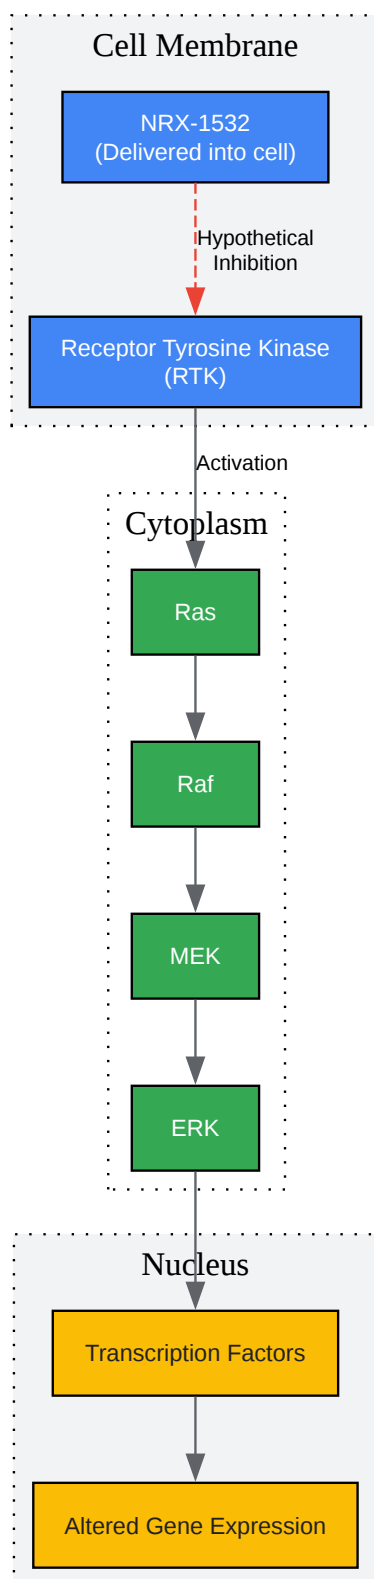 Cell Membrane
NRX-1532
(Delivered into cell)
Hypothetical
Inhibition
Receptor Tyrosine Kinase
(RTK)
Activation
Cytoplasm
Ras
Raf
MEK
ERK
Nucleus
Transcription Factors
Altered Gene Expression